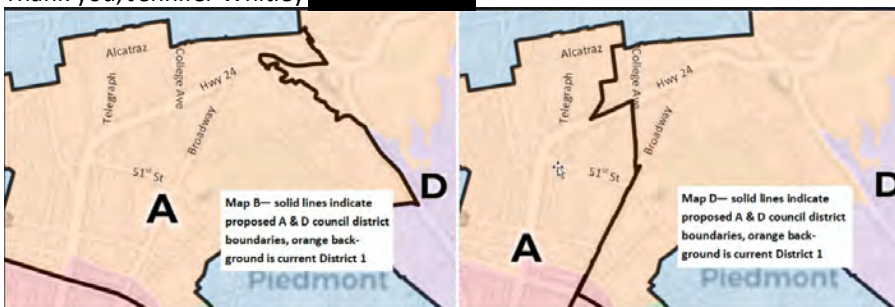 Thank you, Jennifer Whitley
Alcatraz
College Ave
Hwy 24
Telegraph
Broadway
51st St
A
D
Map B— solid lines indicate
proposed A & D council district
boundaries, orange back-
ground is current District 1
Piedmont
Alcatraz
College Ave
Hwy 24
Telegraph
Broadway
51st St
A
D
Map D— solid lines indicate
proposed A & D council district
boundaries, orange back-
ground is current District 1
Piedmont